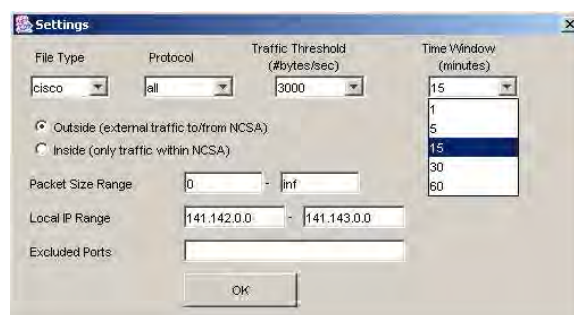 Settings
File Type
Protocol
Traffic Threshold
(#bytes/sec)
Time Window
(minutes)
cisco
all
3000
15
1
5
15
30
60
Outside (external traffic to/from NCSA)
Inside (only traffic within NCSA)
Packet Size Range
0 - inf
Local IP Range
141.142.0.0 - 141.143.0.0
Excluded Ports
OK